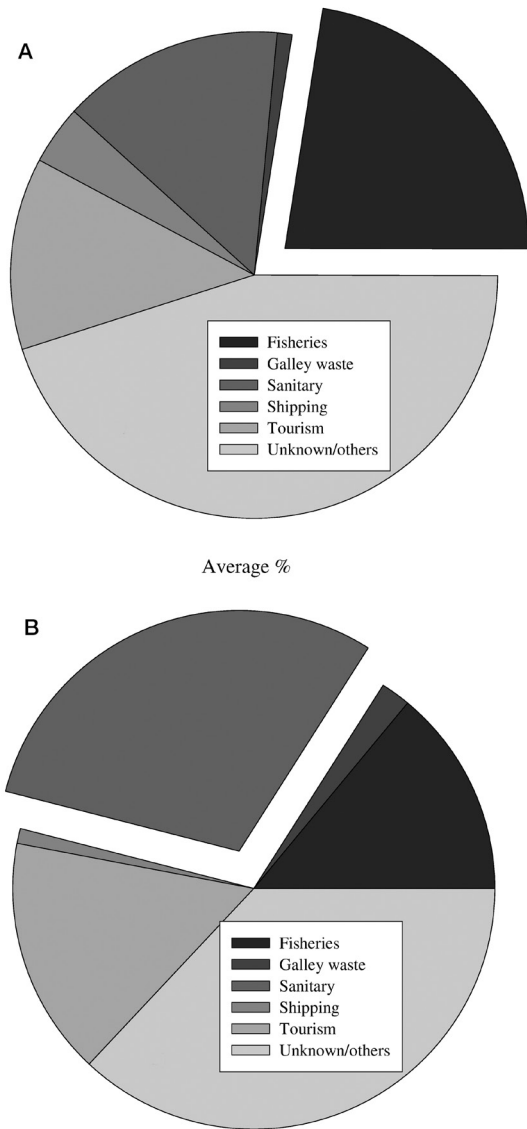 A
Fisheries
Galley waste
Sanitary
Shipping
Tourism
Unknown/others
Average %
B
Fisheries
Galley waste
Sanitary
Shipping
Tourism
Unknown/others